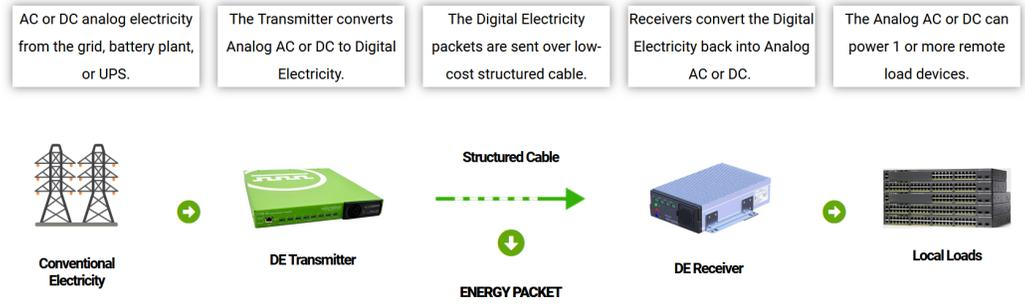 AC or DC analog electricity
from the grid, battery plant,
or UPS.
The Transmitter converts
Analog AC or DC to Digital
Electricity.
The Digital Electricity
packets are sent over low-
cost structured cable.
Receivers convert the Digital
Electricity back into Analog
AC or DC.
The Analog AC or DC can
power 1 or more remote
load devices.
Structured Cable
Conventional
Electricity
DE Transmitter
ENERGY PACKET
DE Receiver
Local Loads